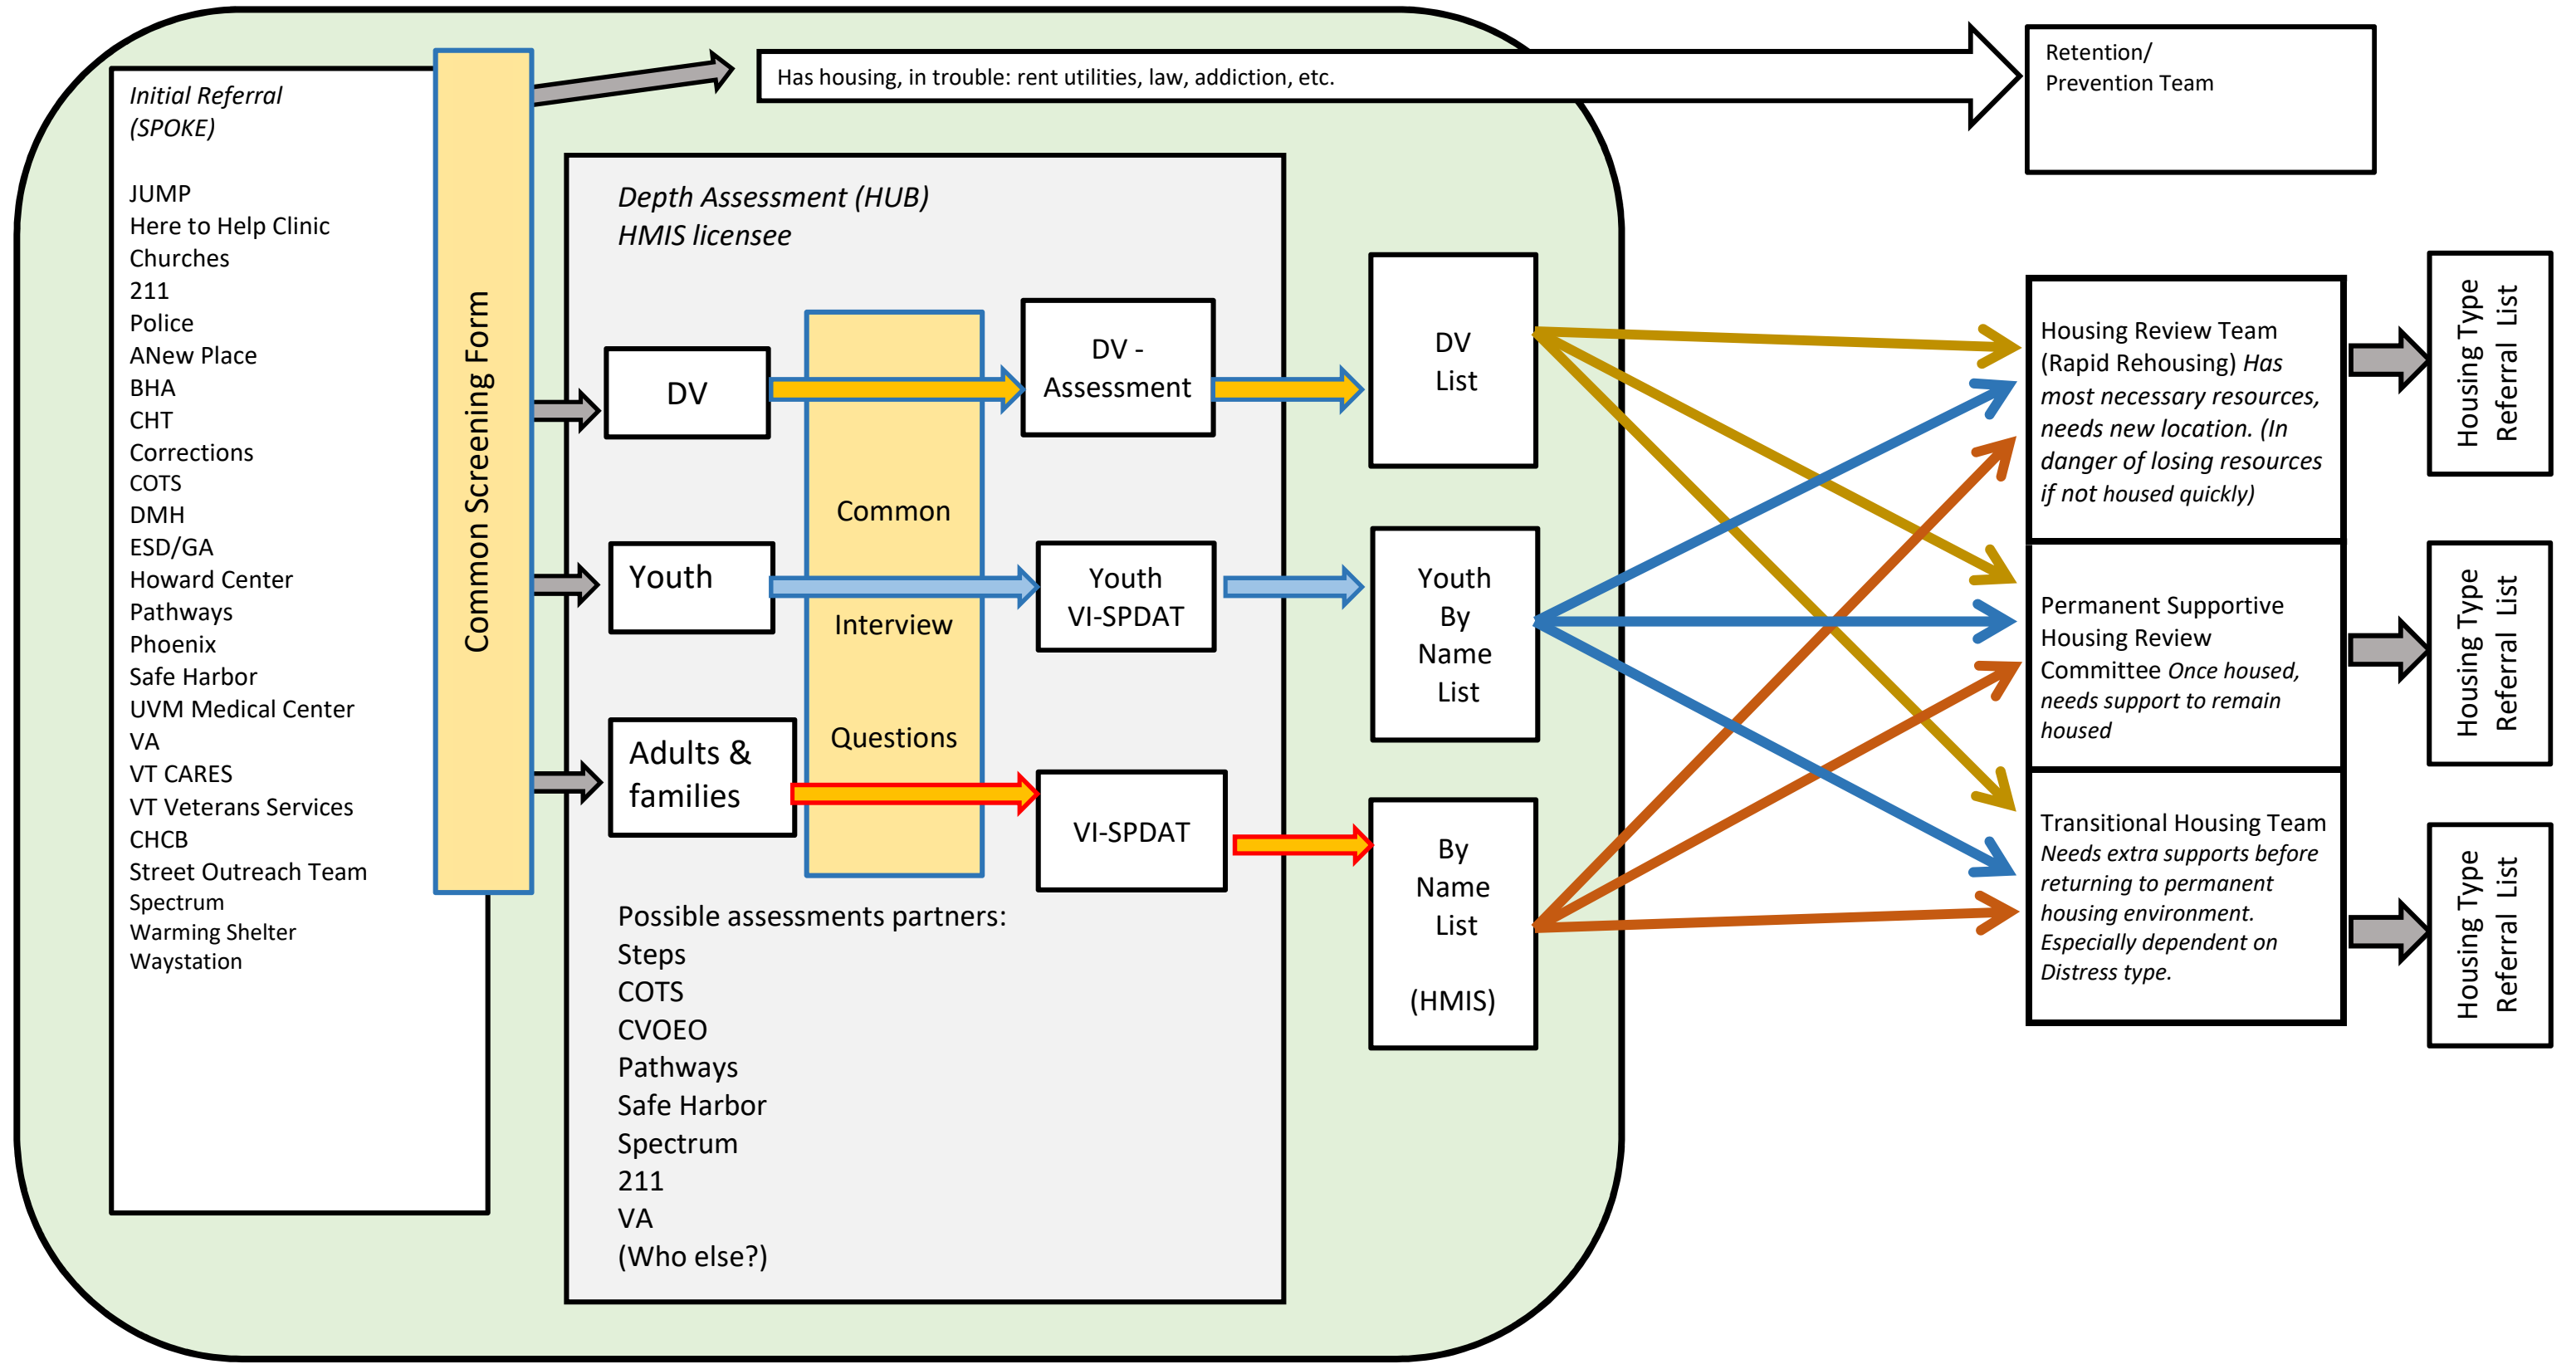 Initial Referral
(SPOKE)
JUMP
Here to Help Clinic
Churches
211
Police
ANew Place
BHA
CHT
Corrections
COTS
DMH
ESD/GA
Howard Center
Pathways
Phoenix
Safe Harbor
UVM Medical Center
VA
VT CARES
VT Veterans Services
CHCB
Street Outreach Team
Spectrum
Warming Shelter
Waystation
Common Screening Form
Has housing, in trouble: rent utilities, law, addiction, etc.
Retention/
Prevention Team
Depth Assessment (HUB)
HMIS licensee
DV
Youth
Adults &
families
Common
Interview
Questions
DV -
Assessment
Youth
VI-SPDAT
VI-SPDAT
Possible assessments partners:
Steps
COTS
CVOEO
Pathways
Safe Harbor
Spectrum
211
VA
(Who else?)
DV
List
Youth
By
Name
List
By
Name
List
(HMIS)
Housing Review Team
(Rapid Rehousing) Has
most necessary resources,
needs new location. (In
danger of losing resources
if not housed quickly)
Permanent Supportive
Housing Review
Committee Once housed,
needs support to remain
housed
Transitional Housing Team
Needs extra supports before
returning to permanent
housing environment.
Especially dependent on
Distress type.
Housing Type
Referral List
Housing Type
Referral List
Housing Type
Referral List